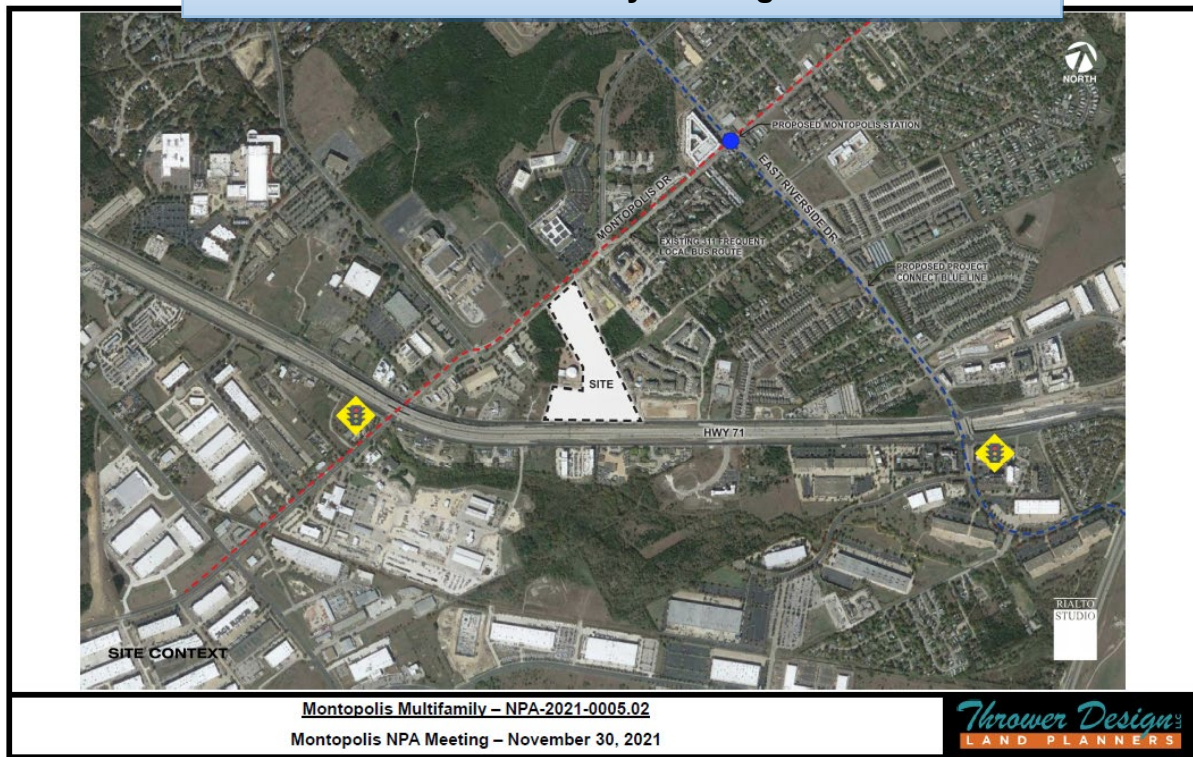 NORTH
PROPOSED MONTOPOLIS STATION
MONTOPOLIS DR.
EAST RIVERSIDE DR.
EXISTING 311 FREQUENT
LOCAL BUS ROUTE
PROPOSED PROJECT
CONNECT BLUE LINE
SITE
HWY 71
RIALTO
STUDIO
SITE CONTEXT
Montopolis Multifamily – NPA-2021-0005.02
Montopolis NPA Meeting – November 30, 2021
Thrower Design LLC
LAND PLANNERS